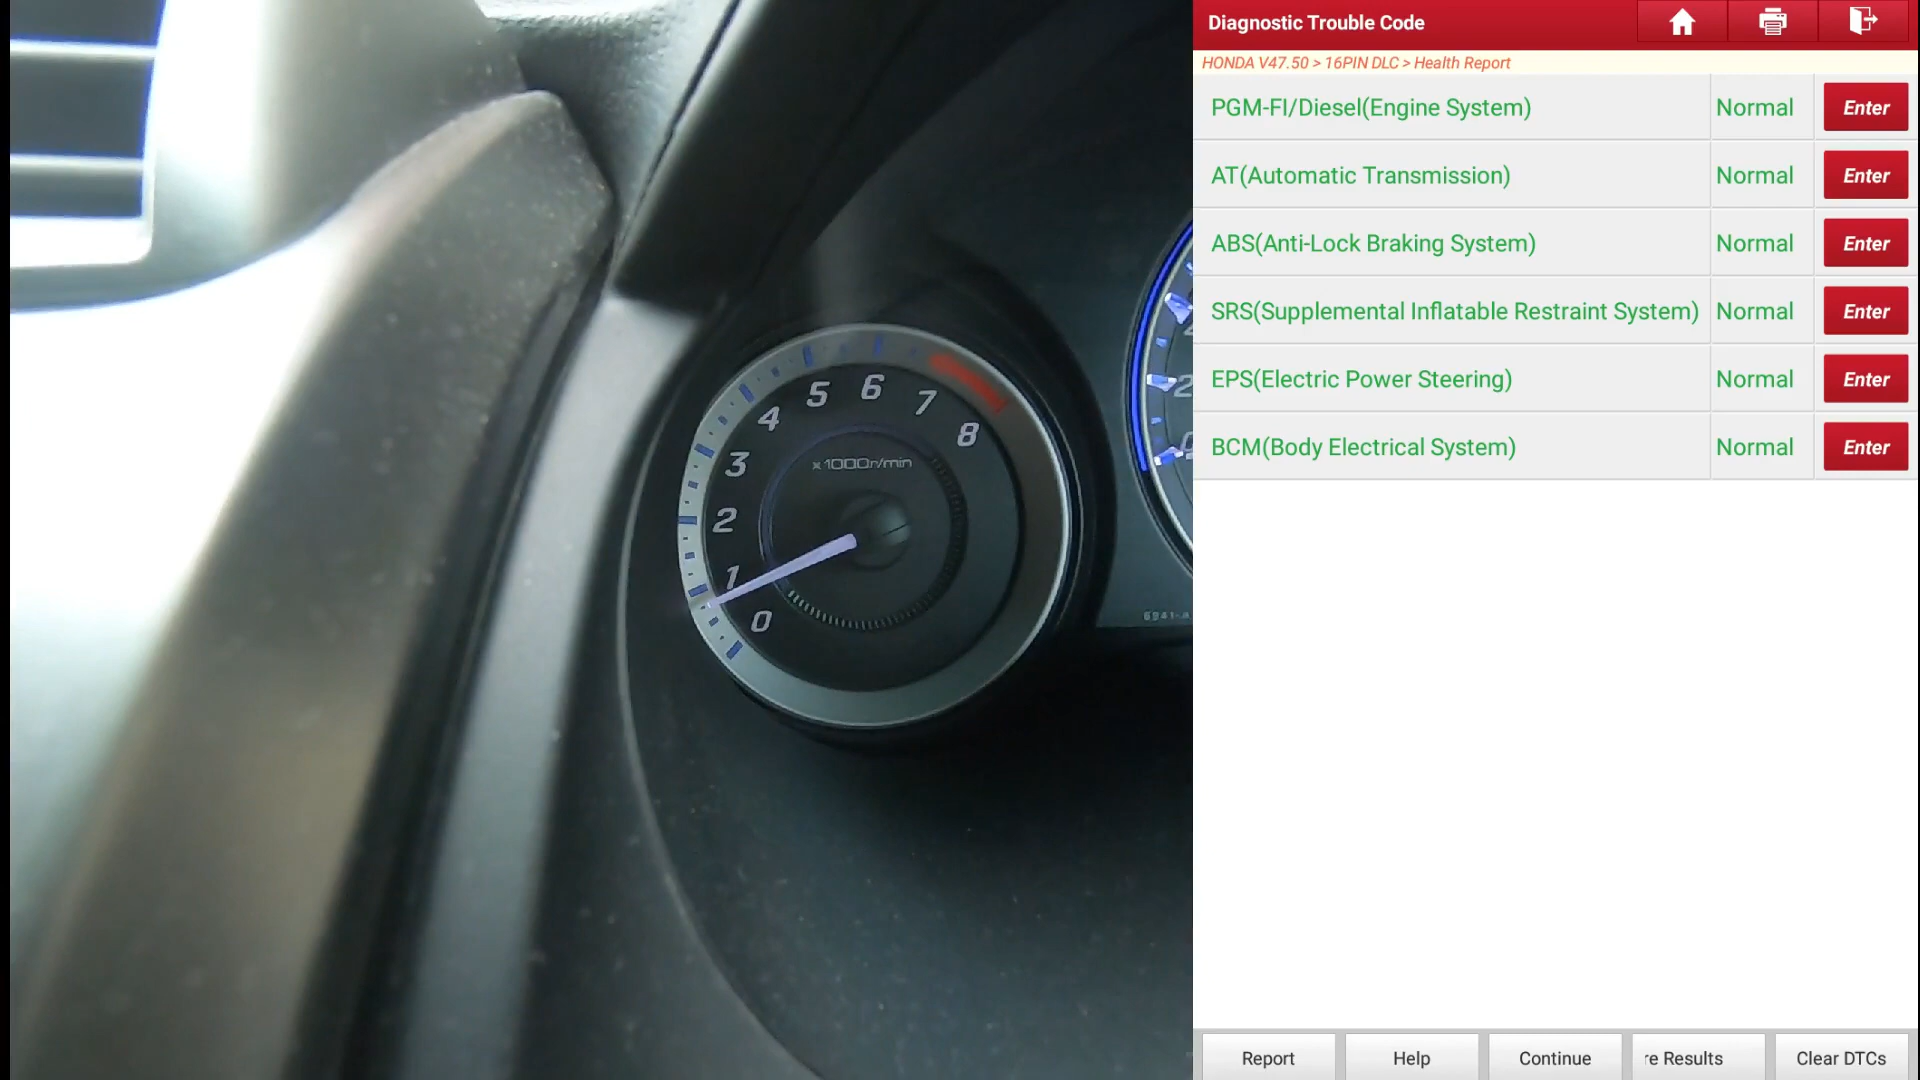 5 6 7
4 8
3
x1000r/min
2
1
0
2
0
Diagnostic Trouble Code
HONDA V47.50 > 16PIN DLC > Health Report
PGM-FI/Diesel(Engine System) Normal Enter
AT(Automatic Transmission) Normal Enter
ABS(Anti-Lock Braking System) Normal Enter
SRS(Supplemental Inflatable Restraint System) Normal Enter
EPS(Electric Power Steering) Normal Enter
BCM(Body Electrical System) Normal Enter
Report Help Continue re Results Clear DTCs